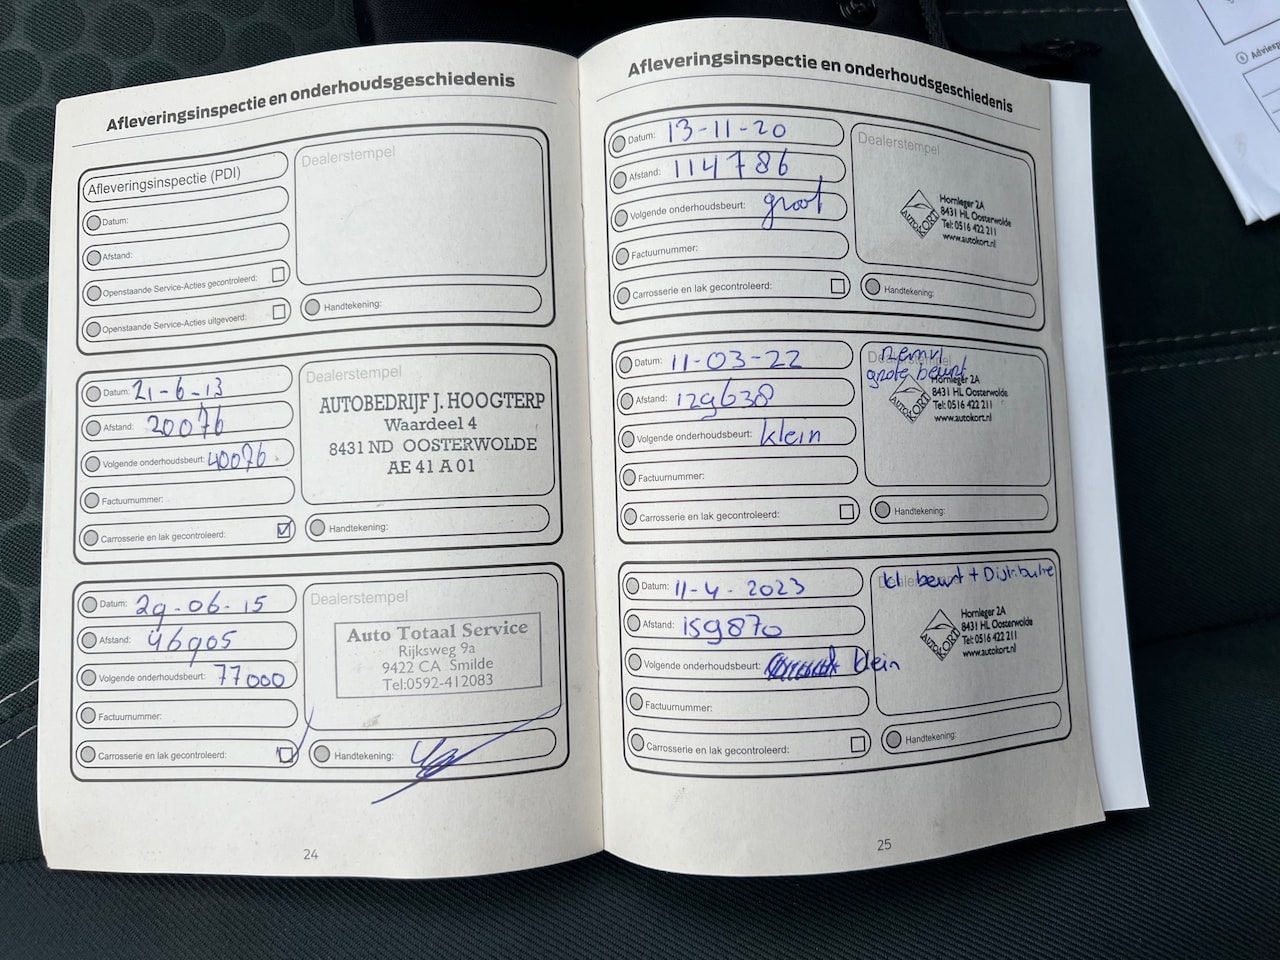 Afleveringsinspectie en onderhoudsgeschiedenis
Afleveringsinspectie (PDI)
Datum:
Afstand:
Openstaande Service-Acties gecontroleerd:
Openstaande Service-Acties uitgevoerd:
Dealerstempel
Handtekening:
Datum: 21-6-13
Afstand: 20076
Volgende onderhoudsbeurt: 40076
Factuurnummer:
Carrosserie en lak gecontroleerd:
Dealerstempel
AUTOBEDRIJF J. HOOGTERP
Waardeel 4
8431 ND OOSTERWOLDE
AE 41 A 01
Handtekening:
Datum: 29-06-15
Afstand: 46905
Volgende onderhoudsbeurt: 77000
Factuurnummer:
Carrosserie en lak gecontroleerd:
Dealerstempel
Auto Totaal Service
Rijksweg 9a
9422 CA Smilde
Tel:0592-412083
Handtekening:
24
Afleveringsinspectie en onderhoudsgeschiedenis
Datum: 13-11-20
Afstand: 114786
Volgende onderhoudsbeurt: groot
Factuurnummer:
Carrosserie en lak gecontroleerd:
Dealerstempel
AUTOKORT
Hornleger 2A
8431 HL Oosterwolde
Tel: 0516 422 211
www.autokort.nl
Handtekening:
Datum: 11-03-22
Afstand: 129638
Volgende onderhoudsbeurt: klein
Factuurnummer:
Carrosserie en lak gecontroleerd:
grote beurt
AUTOKORT
Hornleger 2A
8431 HL Oosterwolde
Tel: 0516 422 211
www.autokort.nl
Handtekening:
Datum: 11-4-2023
Afstand: 159870
Volgende onderhoudsbeurt: klein
Factuurnummer:
Carrosserie en lak gecontroleerd:
kl beurt + Distributie
AUTOKORT
Hornleger 2A
8431 HL Oosterwolde
Tel: 0516 422 211
www.autokort.nl
Handtekening:
25